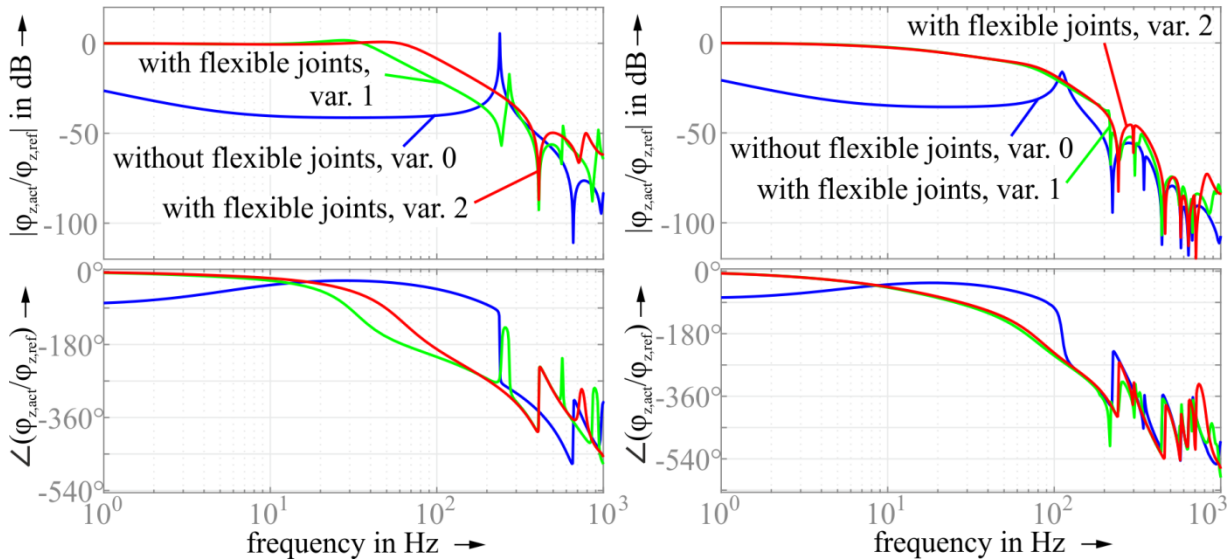 |φz,act/φz,ref| in dB →
0
-50
-100
with flexible joints,
var. 1
without flexible joints, var. 0
with flexible joints, var. 2
∠(φz,act/φz,ref) →
0°
-180°
-360°
-540°
10⁰
10¹
10²
10³
frequency in Hz →
|φz,act/φz,ref| in dB →
0
-50
-100
with flexible joints, var. 2
without flexible joints, var. 0
with flexible joints, var. 1
∠(φz,act/φz,ref) →
0°
-180°
-360°
-540°
10⁰
10¹
10²
10³
frequency in Hz →